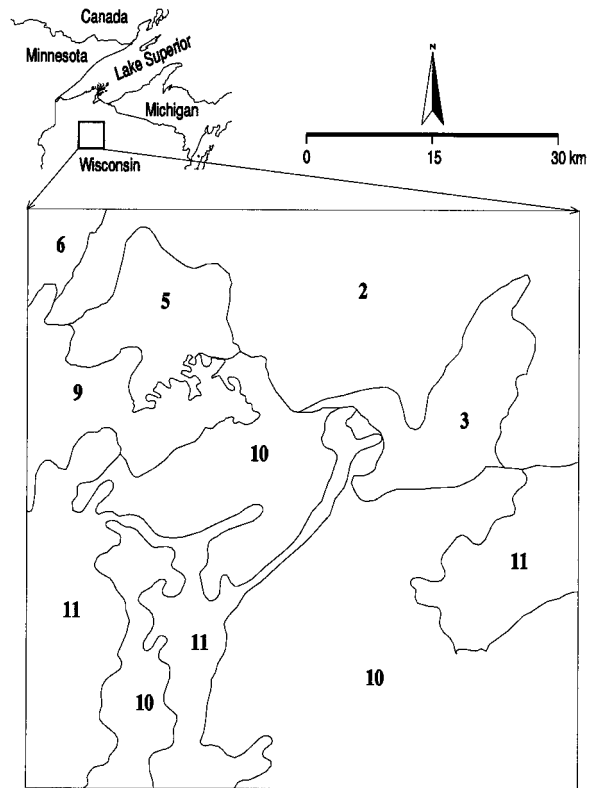 Canada
Minnesota
Lake Superior
Michigan
Wisconsin
N
0 15 30 km
6
5
2
9
3
10
11
11
11
10
10